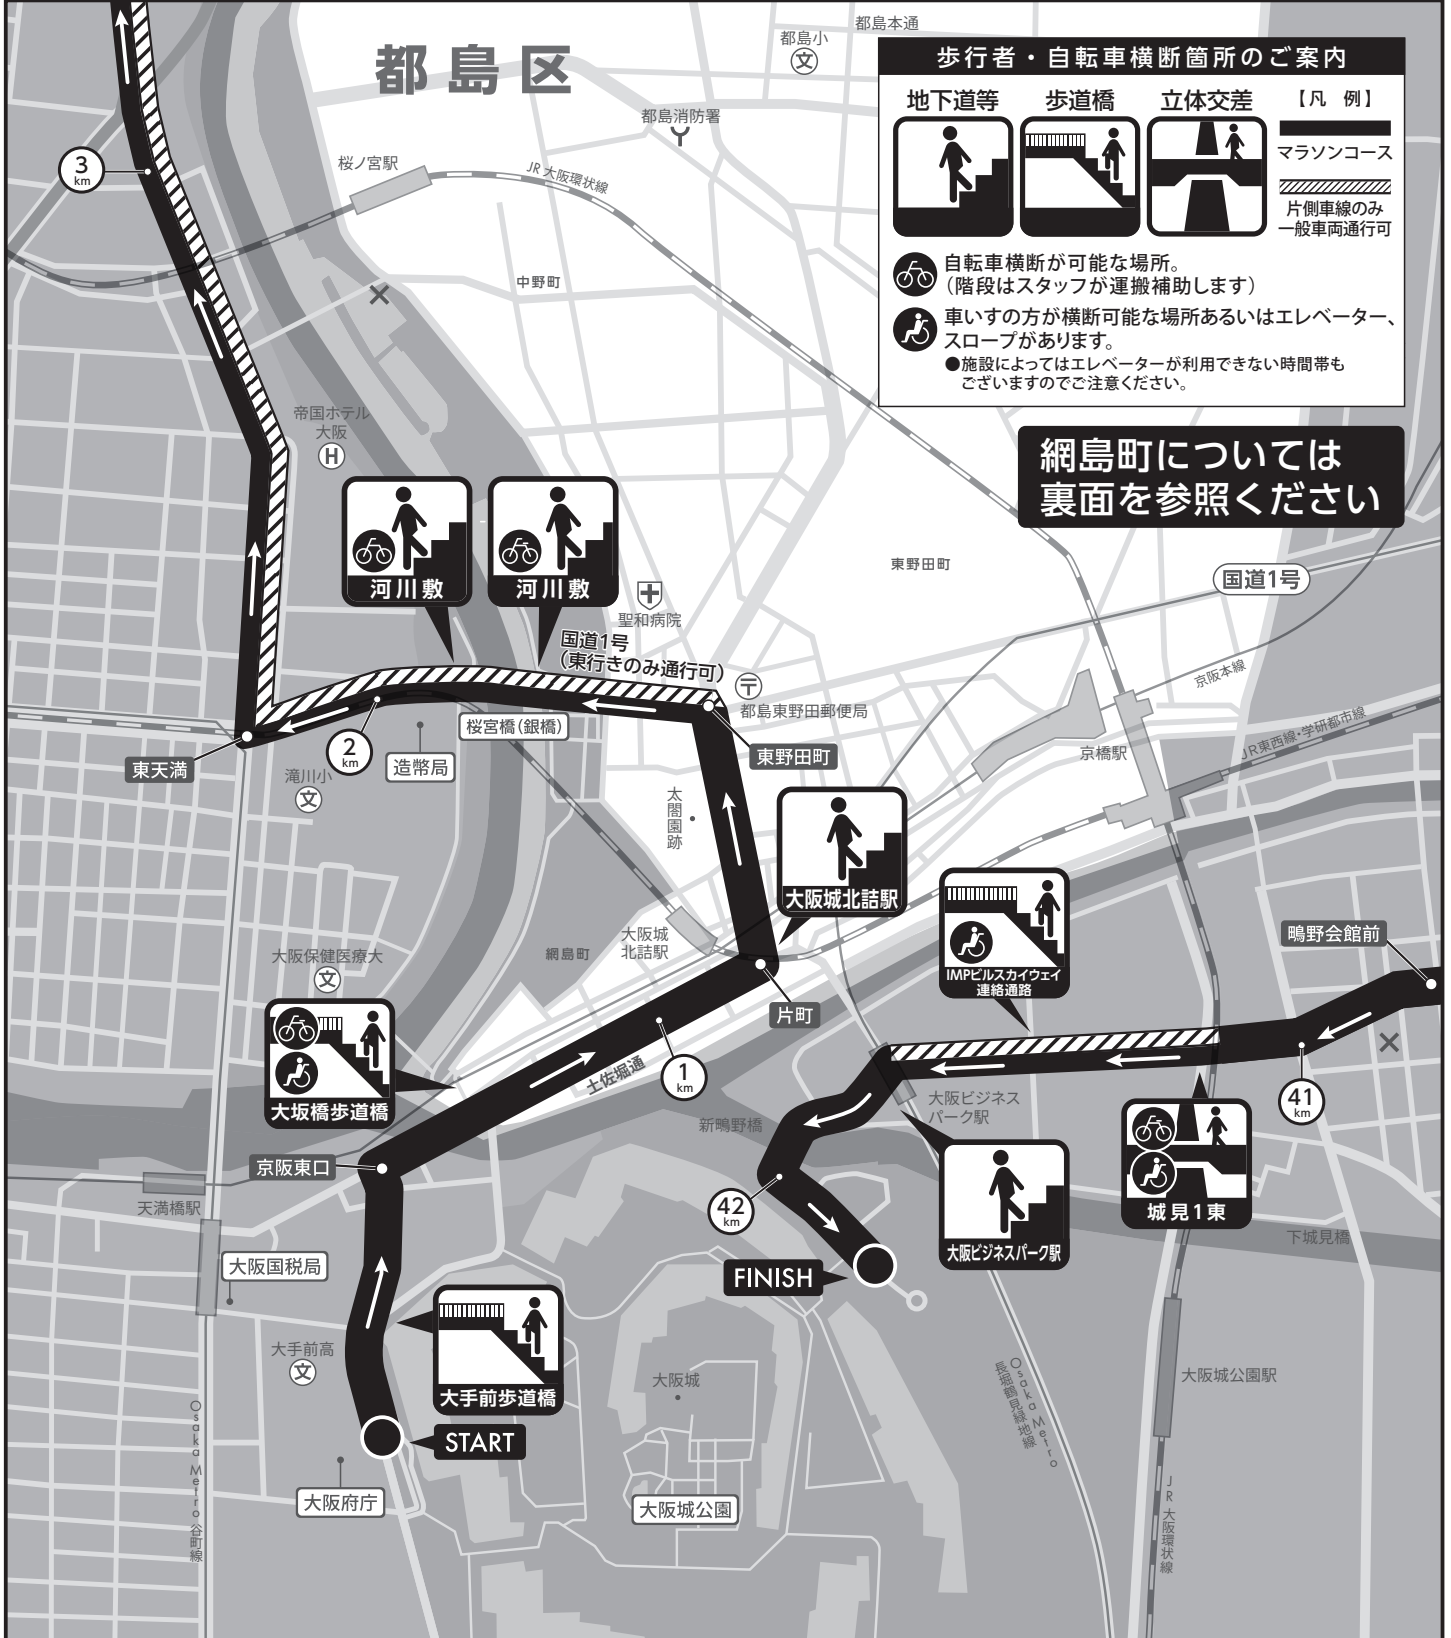 都島区
都島本通
都島小
文
都島消防署
桜ノ宮駅
JR 大阪環状線
中野町
歩行者・自転車横断箇所のご案内
地下道等
歩道橋
立体交差
【凡 例】
マラソンコース
片側車線のみ
一般車両通行可
自転車横断が可能な場所。
（階段はスタッフが運搬補助します）
車いすの方が横断可能な場所あるいはエレベーター、
スロープがあります。
●施設によってはエレベーターが利用できない時間帯も
ございますのでご注意ください。
網島町については
裏面を参照ください
3
km
帝国ホテル
大阪
H
河川敷
河川敷
聖和病院
国道1号
（東行きのみ通行可）
〒
都島東野田郵便局
東野田町
国道1号
京阪本線
JR東西線・学研都市線
京橋駅
桜宮橋（銀橋）
東野田町
東天満
2
km
造幣局
滝川小
文
太閤園跡
大阪城北詰駅
大阪城
北詰駅
網島町
大阪保健医療大
文
大坂橋歩道橋
片町
IMPビルスカイウェイ
連絡通路
鴫野会館前
土佐堀通
1
km
新鴫野橋
大阪ビジネス
パーク駅
41
km
城見1東
下城見橋
京阪東口
天満橋駅
大阪国税局
42
km
FINISH
大阪ビジネスパーク駅
大手前高
文
大手前歩道橋
START
大阪府庁
大阪城
大阪城公園
大阪城公園駅
Osaka Metro 谷町線
Osaka Metro
長堀鶴見緑地線
JR 大阪環状線